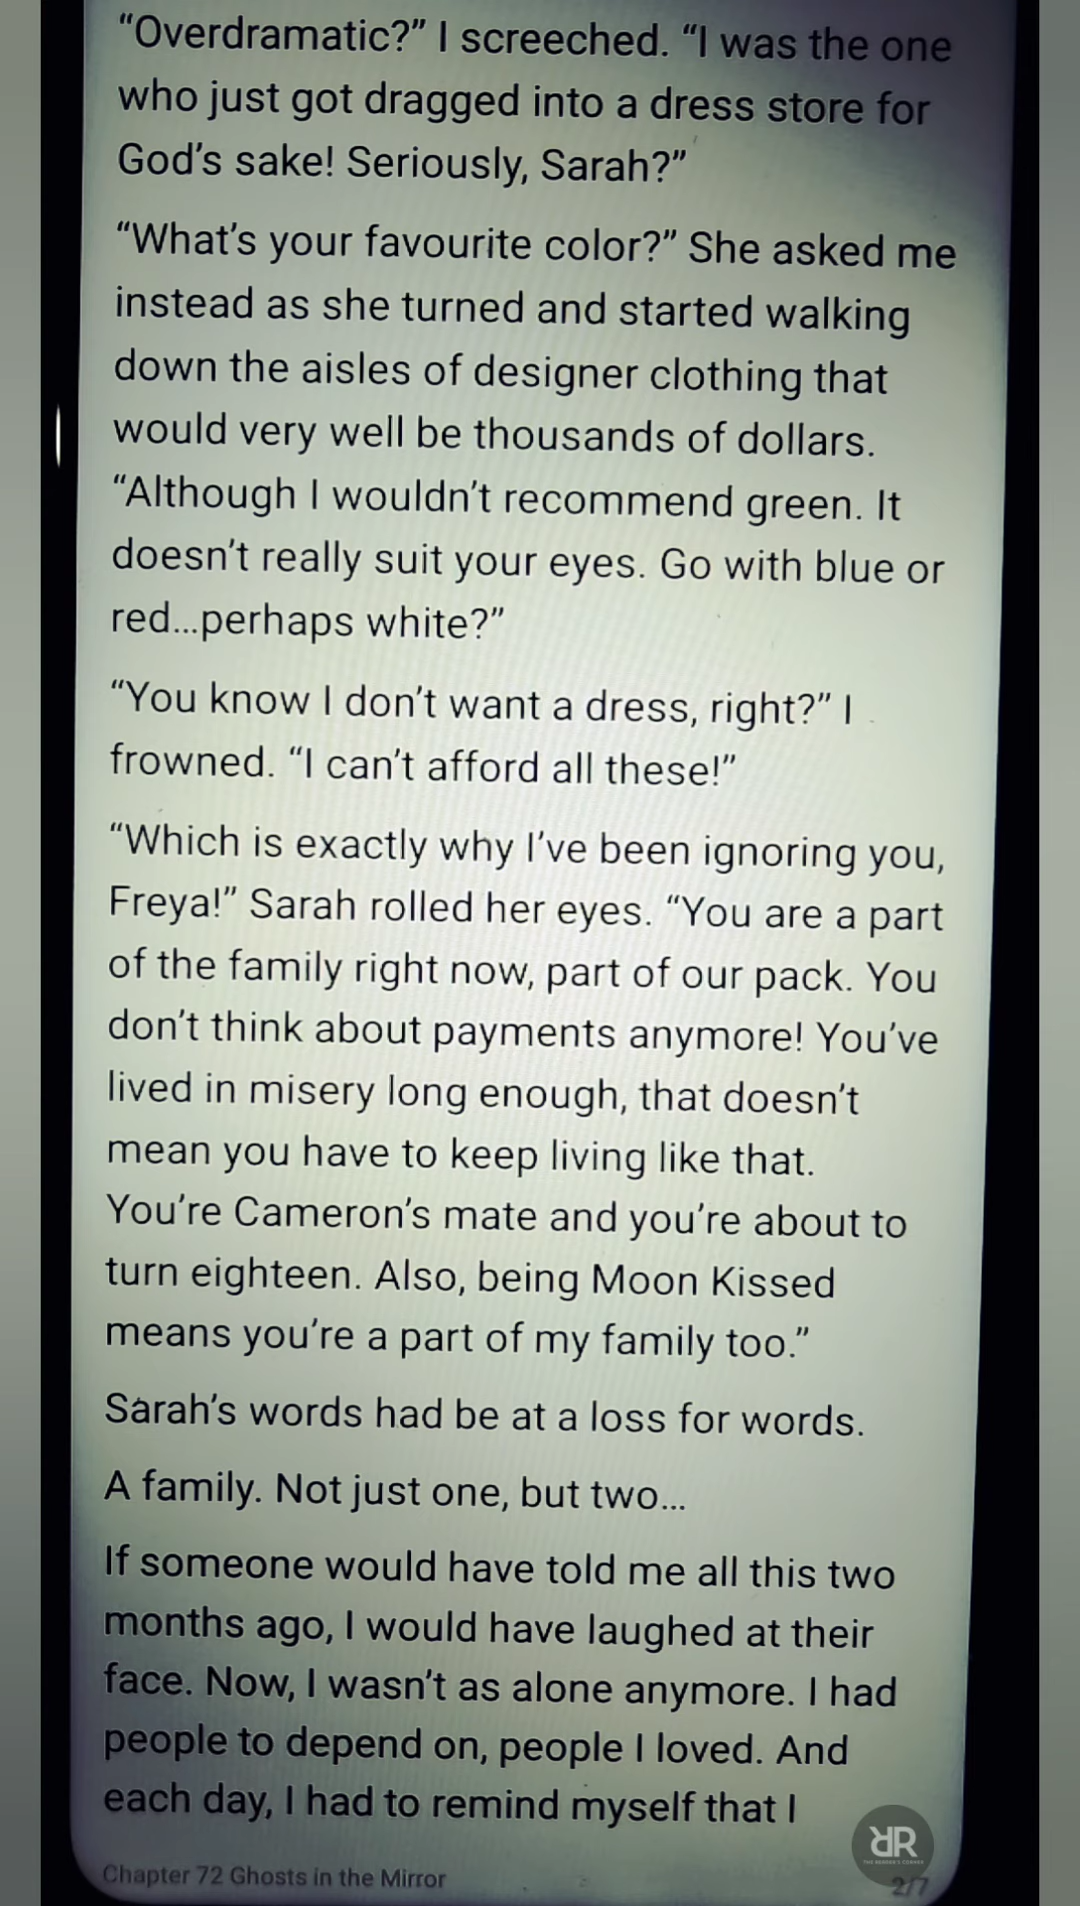 “Overdramatic?” I screeched. “I was the one
who just got dragged into a dress store for
God’s sake! Seriously, Sarah?”
“What’s your favourite color?” She asked me
instead as she turned and started walking
down the aisles of designer clothing that
would very well be thousands of dollars.
“Although I wouldn’t recommend green. It
doesn’t really suit your eyes. Go with blue or
red...perhaps white?”
“You know I don’t want a dress, right?” I
frowned. “I can’t afford all these!”
“Which is exactly why I’ve been ignoring you,
Freya!” Sarah rolled her eyes. “You are a part
of the family right now, part of our pack. You
don’t think about payments anymore! You’ve
lived in misery long enough, that doesn’t
mean you have to keep living like that.
You’re Cameron’s mate and you’re about to
turn eighteen. Also, being Moon Kissed
means you’re a part of my family too.”
Sarah’s words had be at a loss for words.
A family. Not just one, but two...
If someone would have told me all this two
months ago, I would have laughed at their
face. Now, I wasn’t as alone anymore. I had
people to depend on, people I loved. And
each day, I had to remind myself that I
RR
THE READER'S CORNER
Chapter 72 Ghosts in the Mirror
2/7